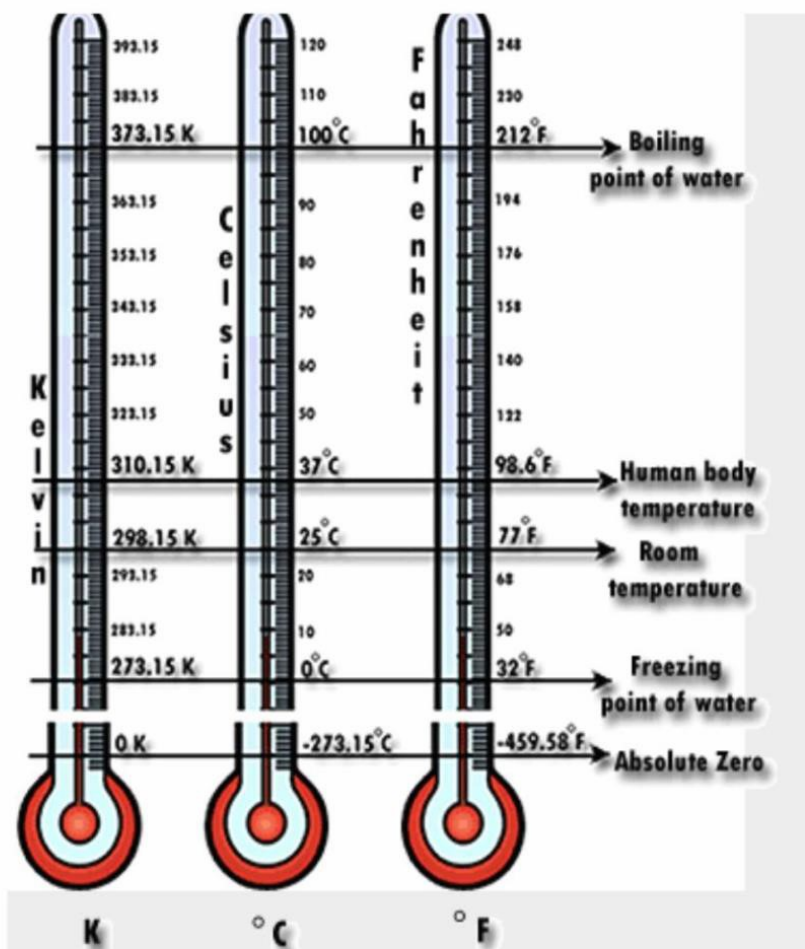 393.15 120 248
383.15 110 230
373.15 K 100°C 212°F Boiling
point of water
363.15 90 194
353.15 80 176
343.15 70 158
333.15 60 140
323.15 50 122
310.15 K 37°C 98.6°F Human body
temperature
298.15 K 25°C 77°F Room
temperature
293.15 20 68
283.15 10 50
273.15 K 0°C 32°F Freezing
point of water
0 K -273.15°C -459.58°F Absolute Zero
Kelvin
Celsius
Fahrenheit
K °C °F